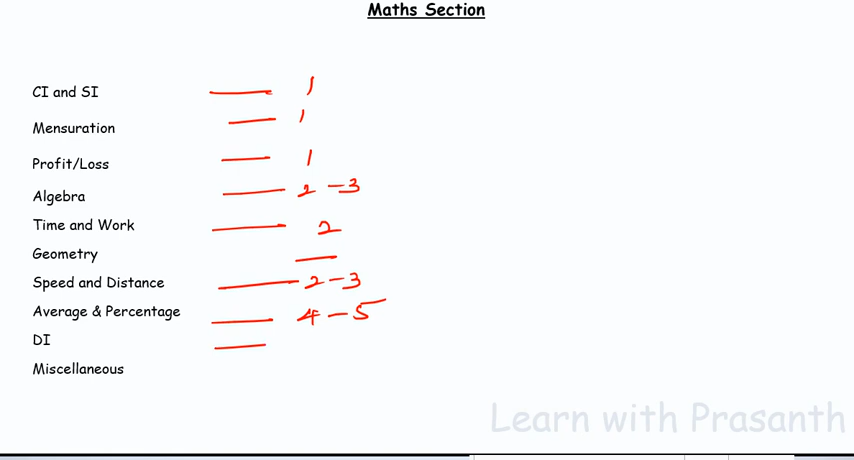 Maths Section
CI and SI — 1
Mensuration — 1
Profit/Loss — 1
Algebra — 2-3
Time and Work — 2
Geometry —
Speed and Distance — 2-3
Average & Percentage — 4-5
DI —
Miscellaneous
Learn with Prasanth